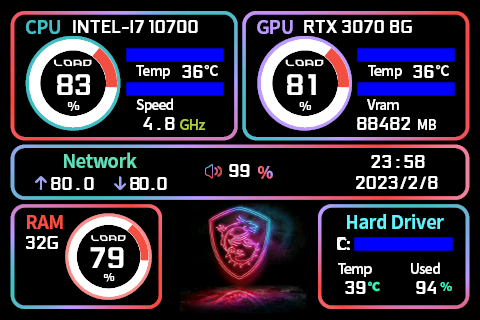 CPU INTEL-I7 10700
LOAD
83
%
Temp 36°C
Speed
4.8 GHz
GPU RTX 3070 8G
LOAD
81
%
Temp 36°C
Vram
88482 MB
Network
↑80.0 ↓80.0
99 %
23:58
2023/2/8
RAM
32G
LOAD
79
%
Hard Driver
C:
Temp Used
39°C 94 %